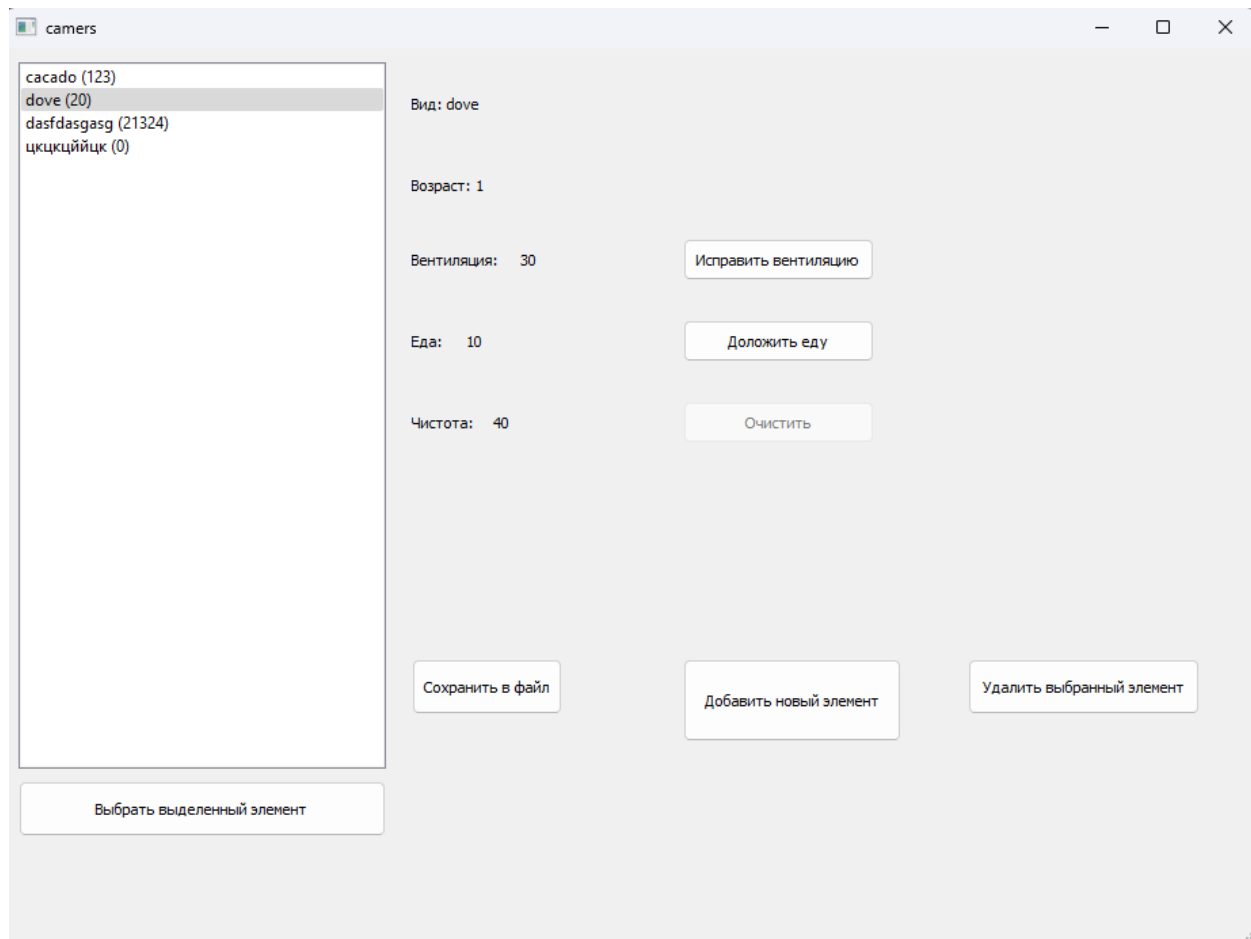 camers
cacado (123)
dove (20)
dasfdasgasg (21324)
цкцкцййцк (0)
Вид: dove
Возраст: 1
Вентиляция: 30
Исправить вентиляцию
Еда: 10
Доложить еду
Чистота: 40
Очистить
Сохранить в файл
Добавить новый элемент
Удалить выбранный элемент
Выбрать выделенный элемент